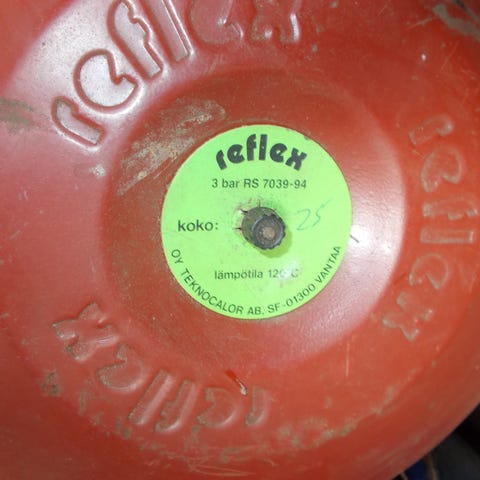 reflex
reflex
3 bar RS 7039-94
koko: 25
lämpötila 120°C
OY TEKNOCALOR AB. SF-01300 VANTAA
reflex
reflex
reflex
reflex